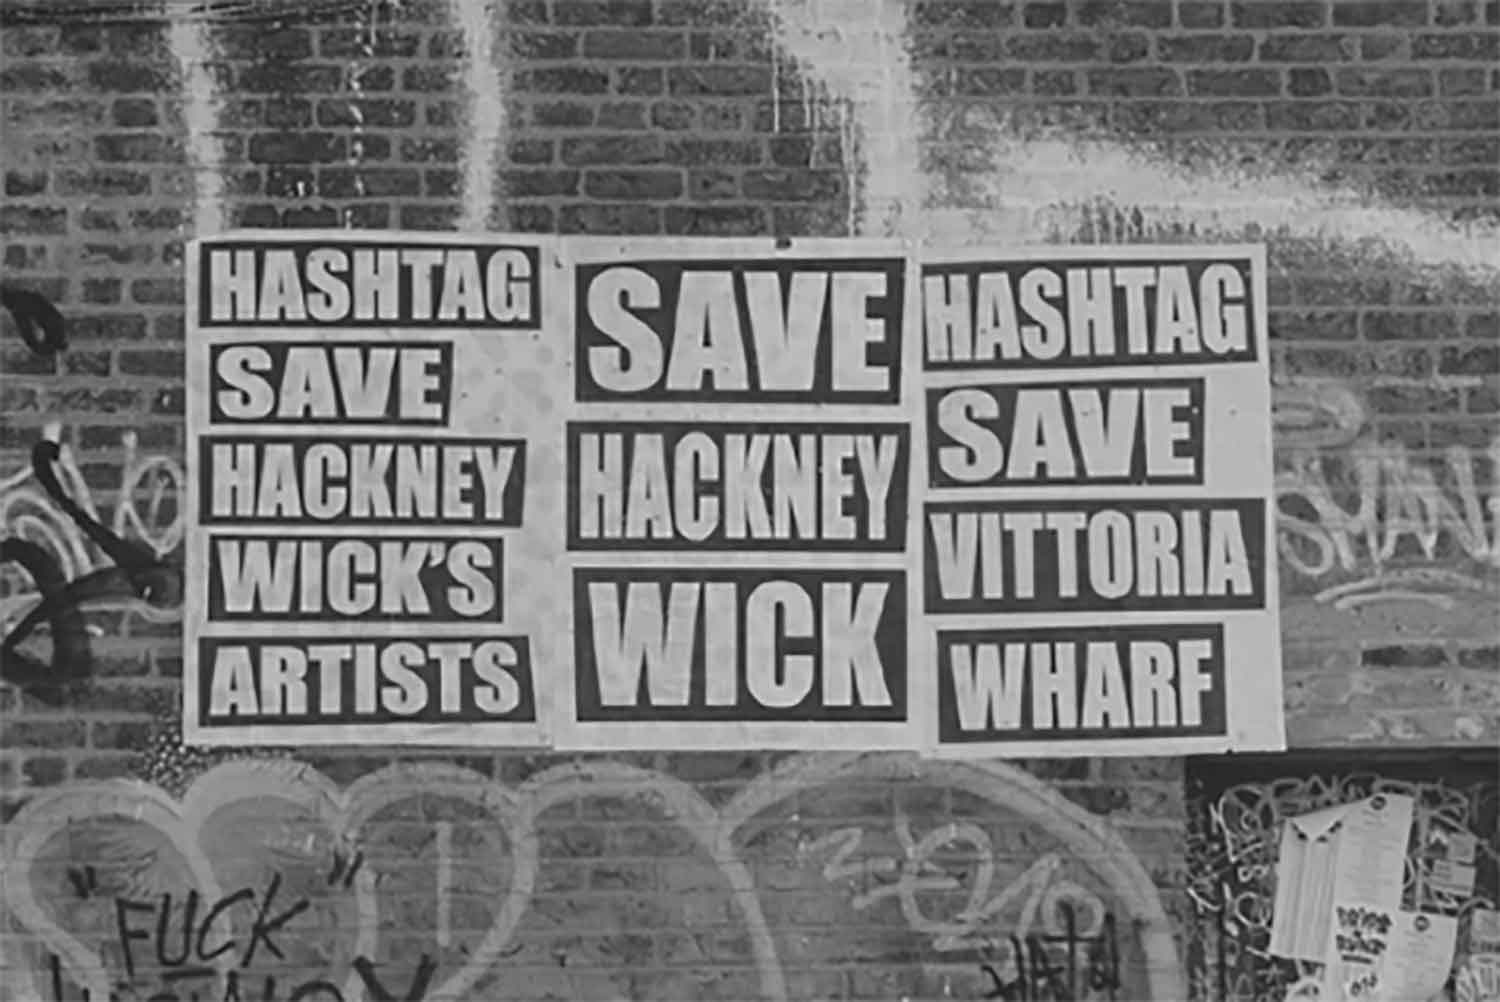 HASHTAG
SAVE
HACKNEY
WICK'S
ARTISTS
SAVE
HACKNEY
WICK
HASHTAG
SAVE
VITTORIA
WHARF
"FUCK"